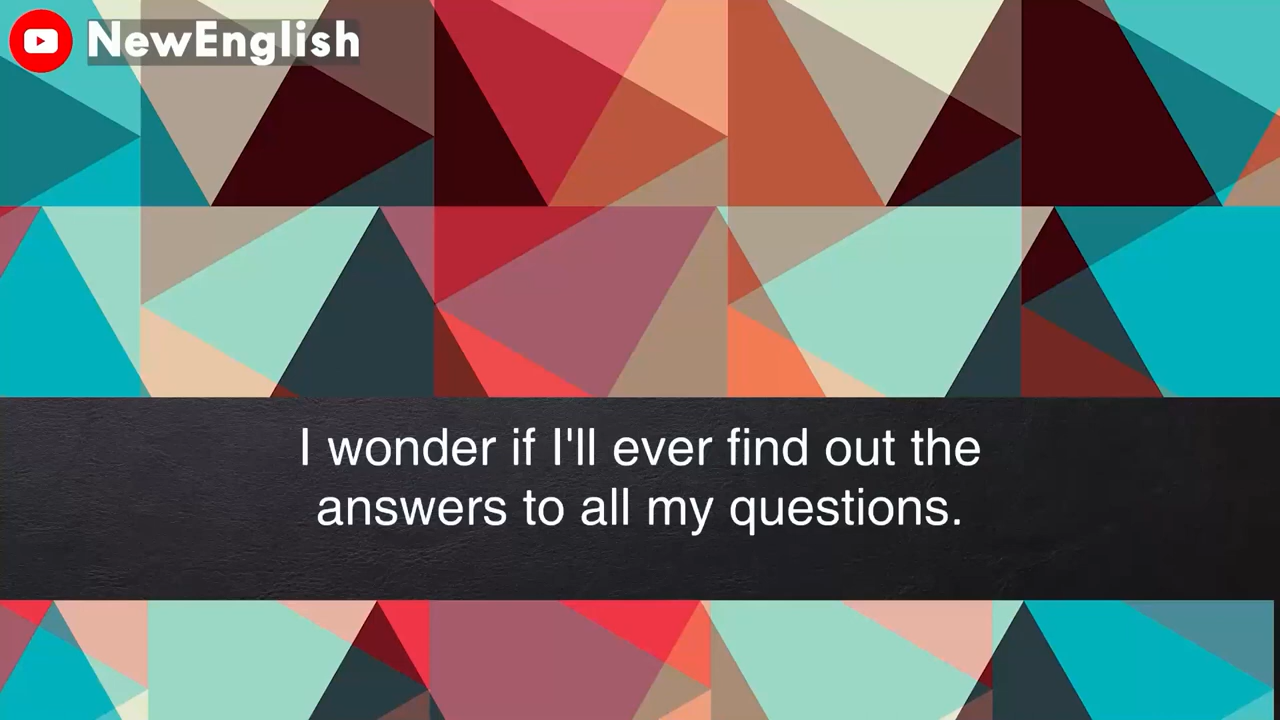 NewEnglish
I wonder if I'll ever find out the
answers to all my questions.